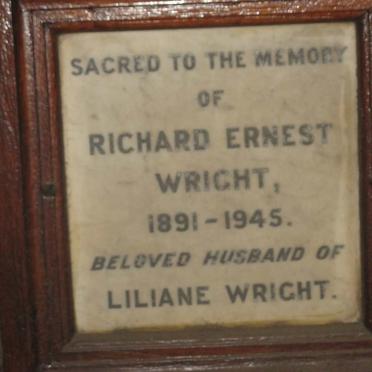 SACRED TO THE MEMORY
OF
RICHARD ERNEST
WRIGHT,
1891-1945.
BELOVED HUSBAND OF
LILIANE WRIGHT.